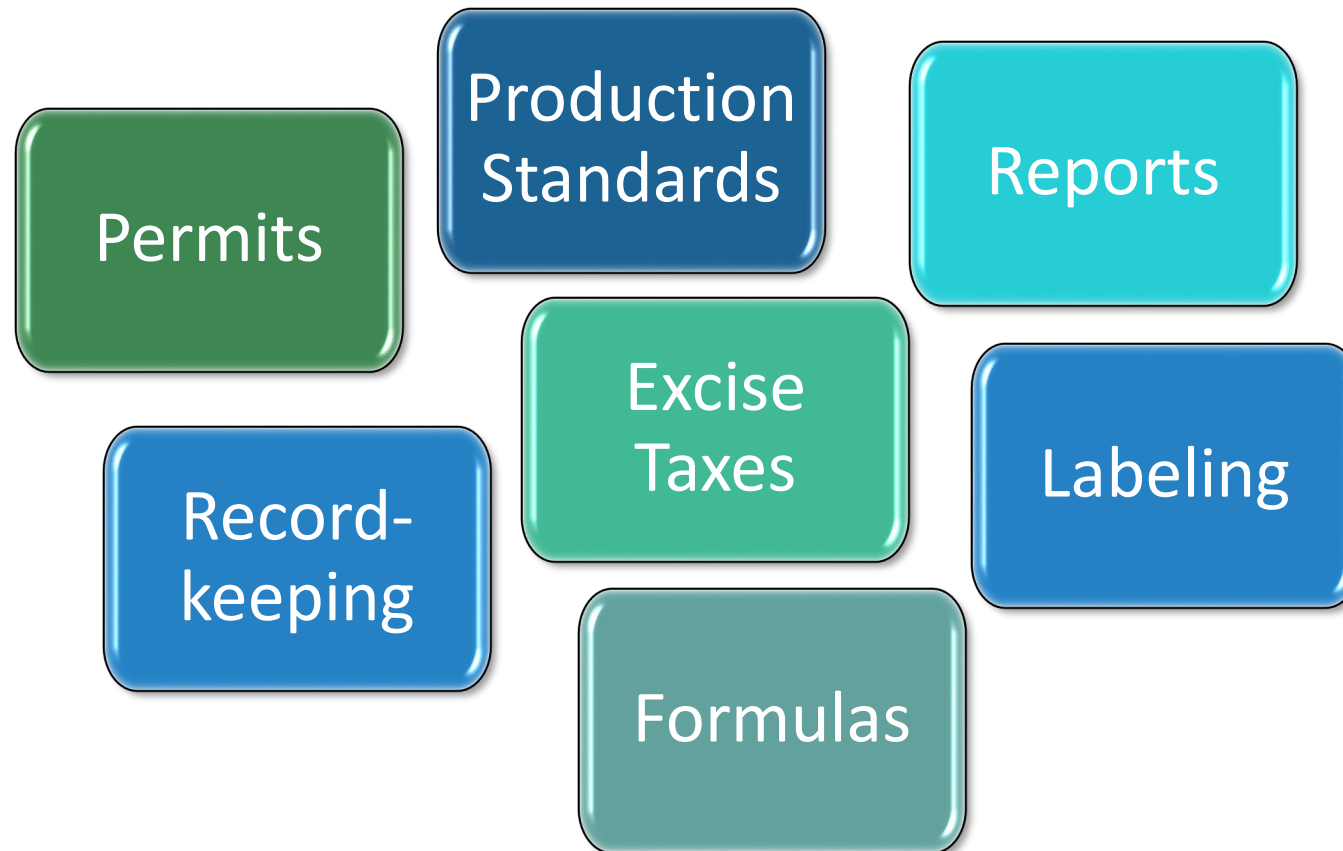 Production
Standards
Reports
Permits
Excise
Taxes
Labeling
Record-
keeping
Formulas